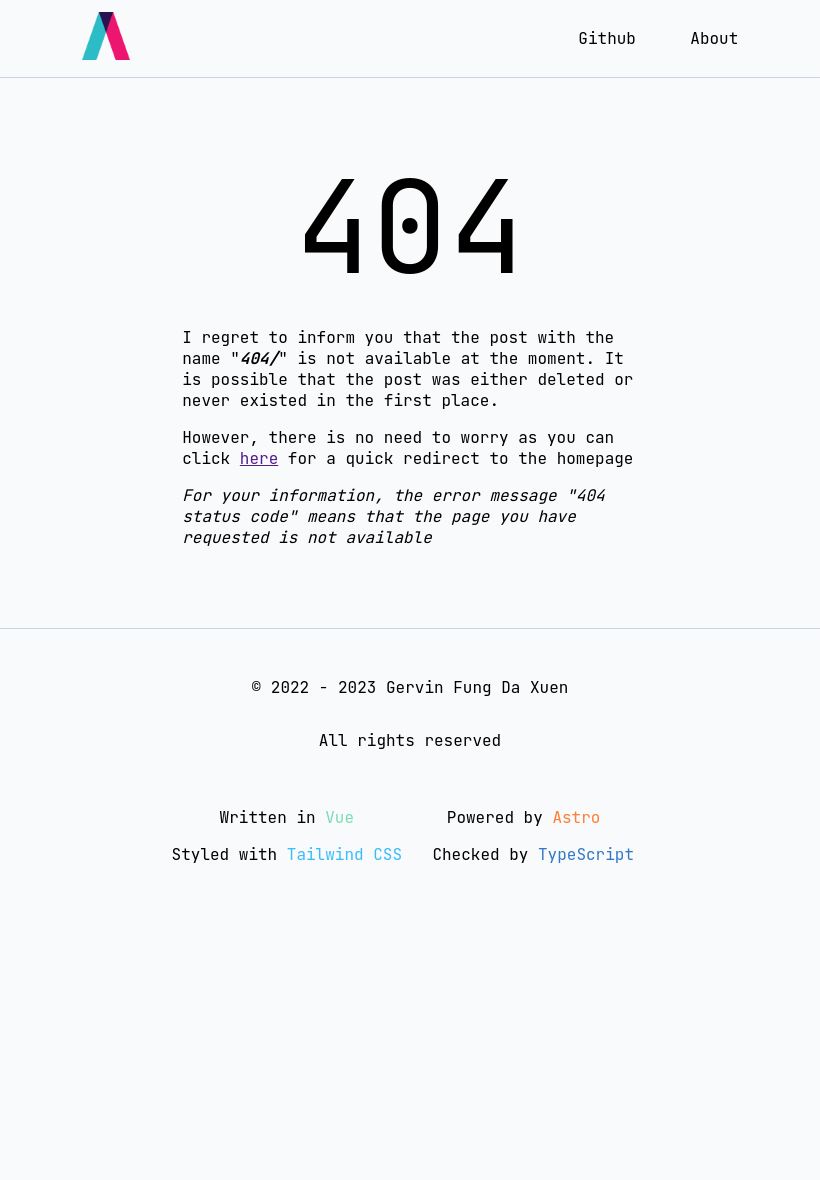 Github About
404
I regret to inform you that the post with the
name "404/" is not available at the moment. It
is possible that the post was either deleted or
never existed in the first place.
However, there is no need to worry as you can
click here for a quick redirect to the homepage
For your information, the error message "404
status code" means that the page you have
requested is not available
© 2022 - 2023 Gervin Fung Da Xuen
All rights reserved
Written in Vue Powered by Astro
Styled with Tailwind CSS Checked by TypeScript